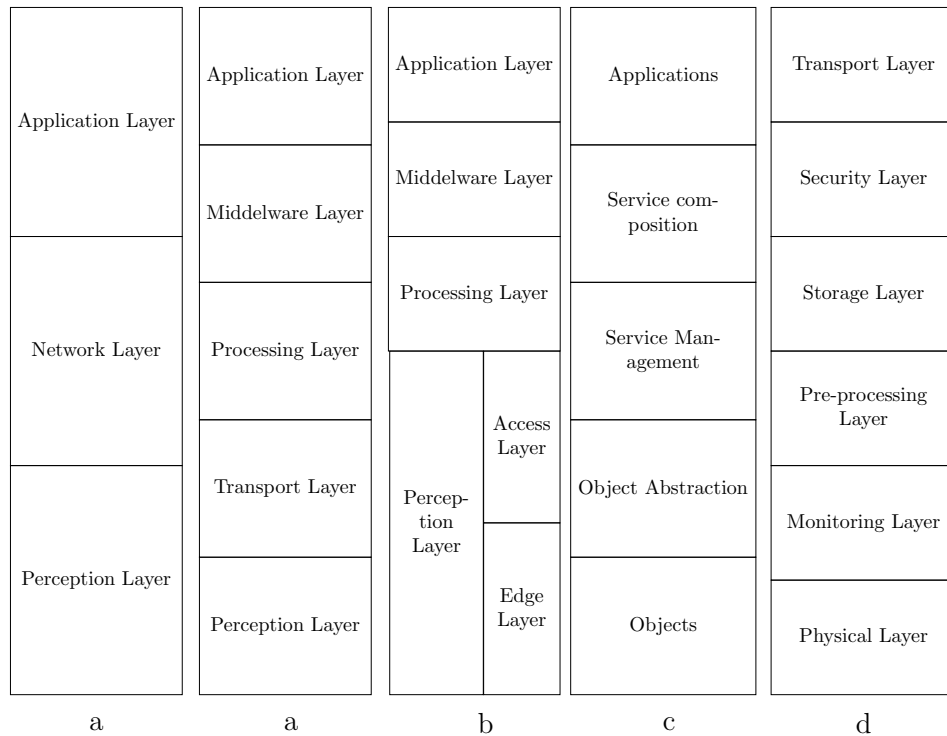 Application Layer
Network Layer
Perception Layer
a
Application Layer
Middelware Layer
Processing Layer
Transport Layer
Perception Layer
a
Application Layer
Middelware Layer
Processing Layer
Percep-
tion
Layer
Access
Layer
Edge
Layer
b
Applications
Service com-
position
Service Man-
agement
Object Abstraction
Objects
c
Transport Layer
Security Layer
Storage Layer
Pre-processing
Layer
Monitoring Layer
Physical Layer
d